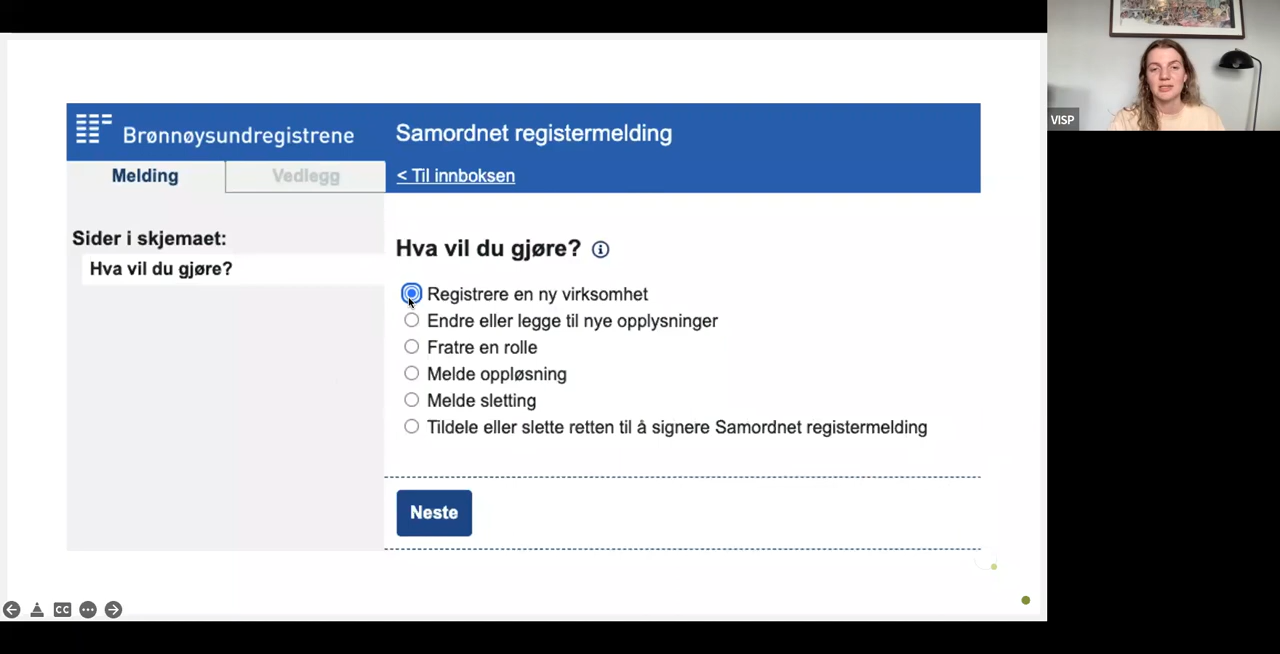 Brønnøysundregistrene
Samordnet registermelding
Melding
Vedlegg
< Til innboksen
Sider i skjemaet:
Hva vil du gjøre?
Hva vil du gjøre?
Registrere en ny virksomhet
Endre eller legge til nye opplysninger
Fratre en rolle
Melde oppløsning
Melde sletting
Tildele eller slette retten til å signere Samordnet registermelding
Neste
CC
VISP